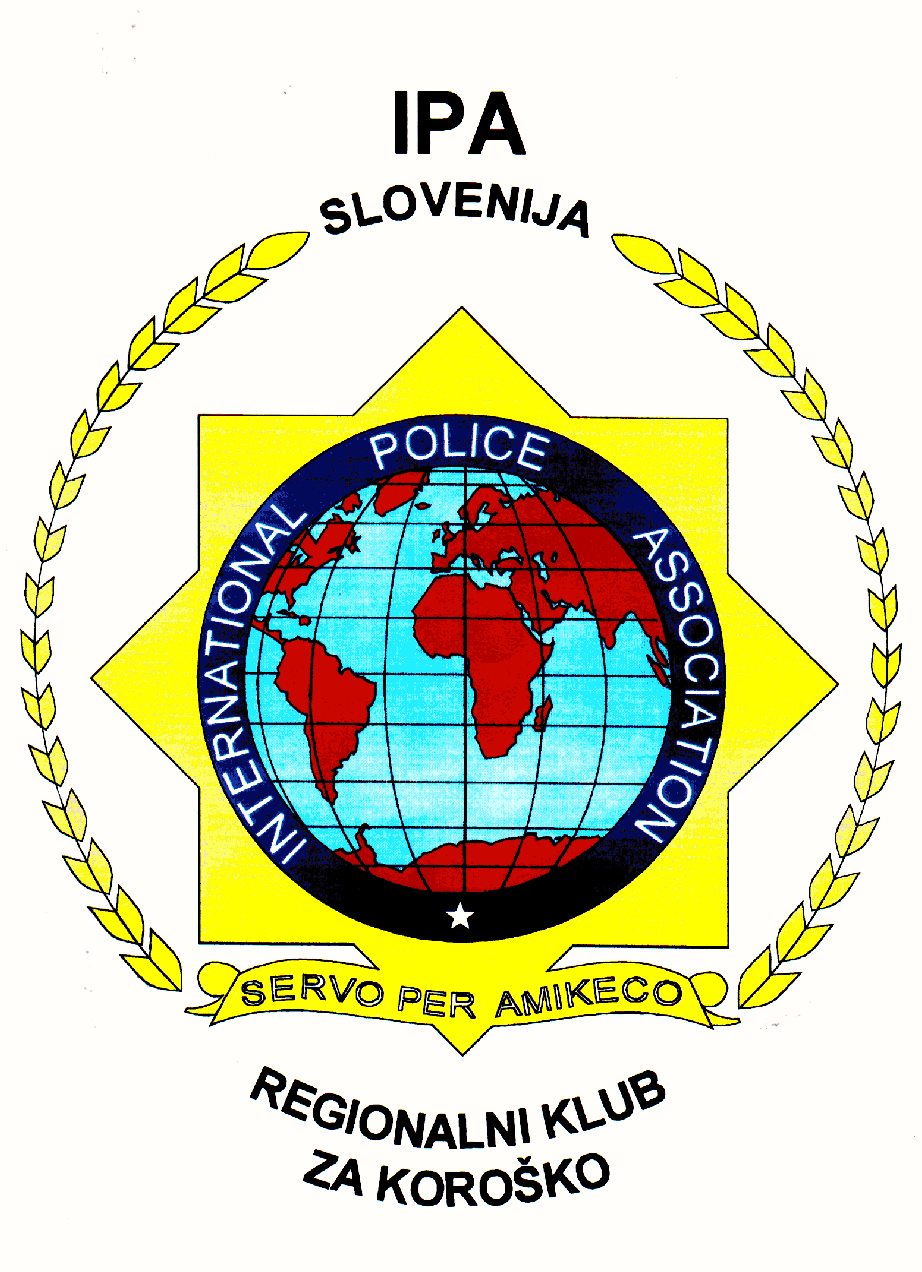 IPA
SLOVENIJA
INTERNATIONAL POLICE ASSOCIATION
SERVO PER AMIKECO
REGIONALNI KLUB
ZA KOROŠKO